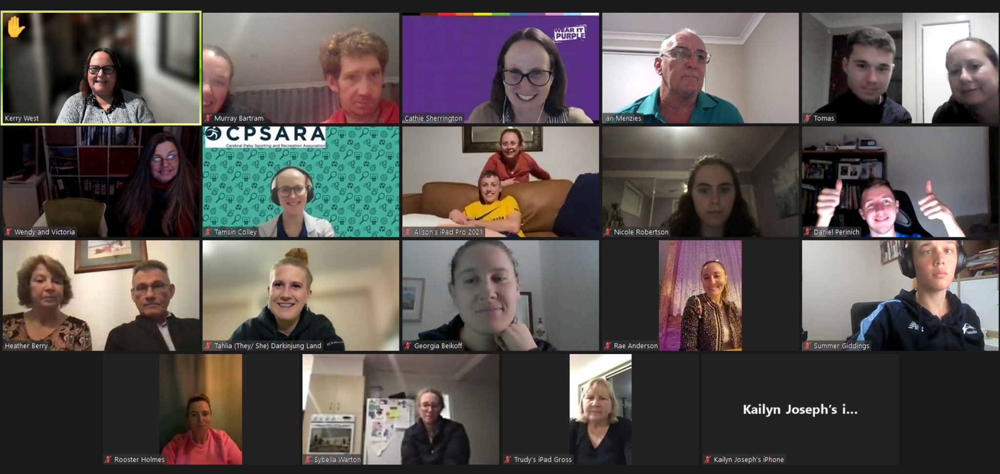 Kerry West
Murray Bartram
WEAR IT
PURPLE
Cathie Sherrington
Ian Menzies
Tomas
Wendy and Victoria
CPSARA
Cerebral Palsy Sporting and Recreation Association
Tamsin Colley
Alison's iPad Pro 2021
Nicole Robertson
Daniel Perinich
Heather Berry
Tahlia (They/ She) Darkinjung Land
Georgia Beikoff
Rae Anderson
Summer Giddings
Kailyn Joseph's i...
Rooster Holmes
Sybella Warton
Trudy's iPad Gross
Kailyn Joseph's iPhone